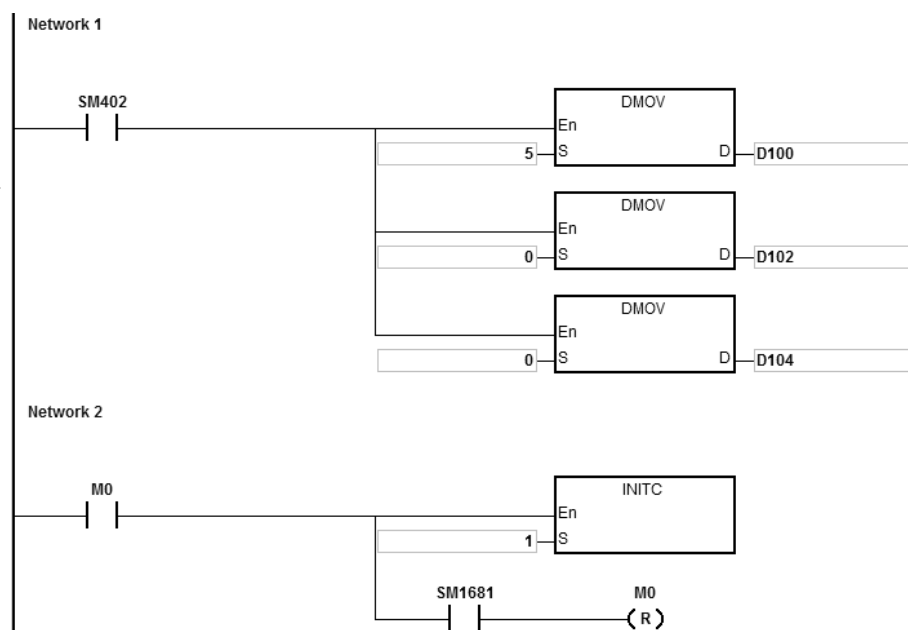 Network 1
SM402
DMOV
En
5 S D D100
DMOV
En
0 S D D102
DMOV
En
0 S D D104
Network 2
M0
INITC
En
1 S
SM1681 M0
R